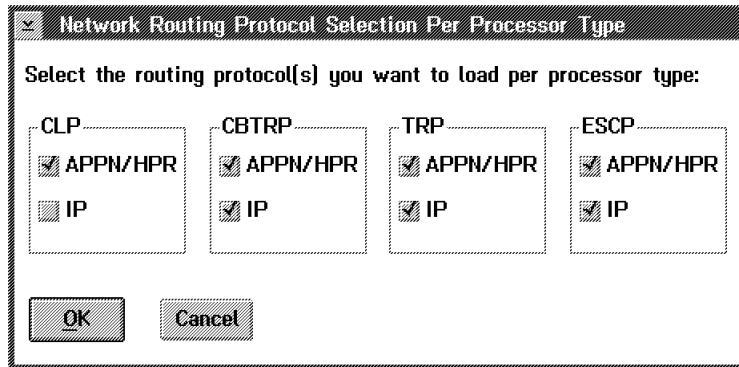 Network Routing Protocol Selection Per Processor Type
Select the routing protocol(s) you want to load per processor type:
CLP CBTRP TRP ESCP
APPN/HPR APPN/HPR APPN/HPR APPN/HPR
IP IP IP IP
OK Cancel